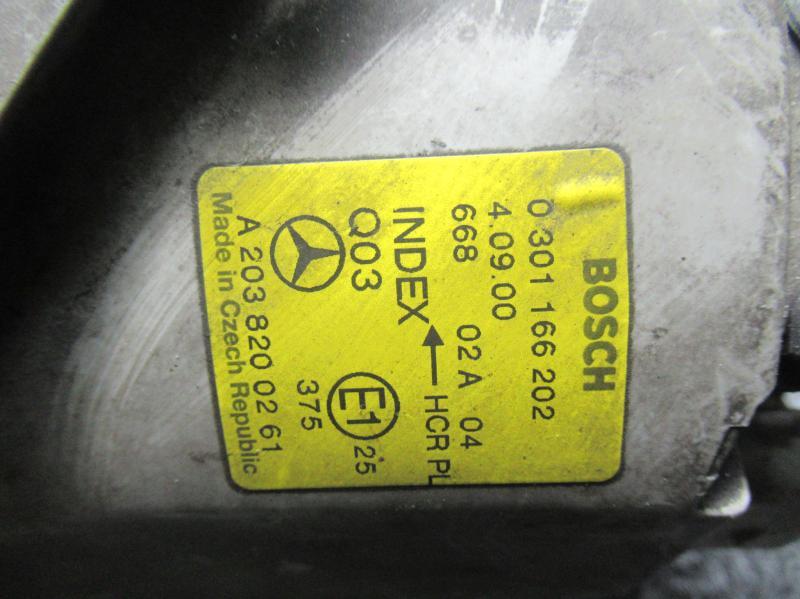 BOSCH
0 301 166 202
4.09.00
668 02 A 04
INDEX HCR PL
Q03 E1 25
375
A 203 820 02 61
Made in Czech Republic